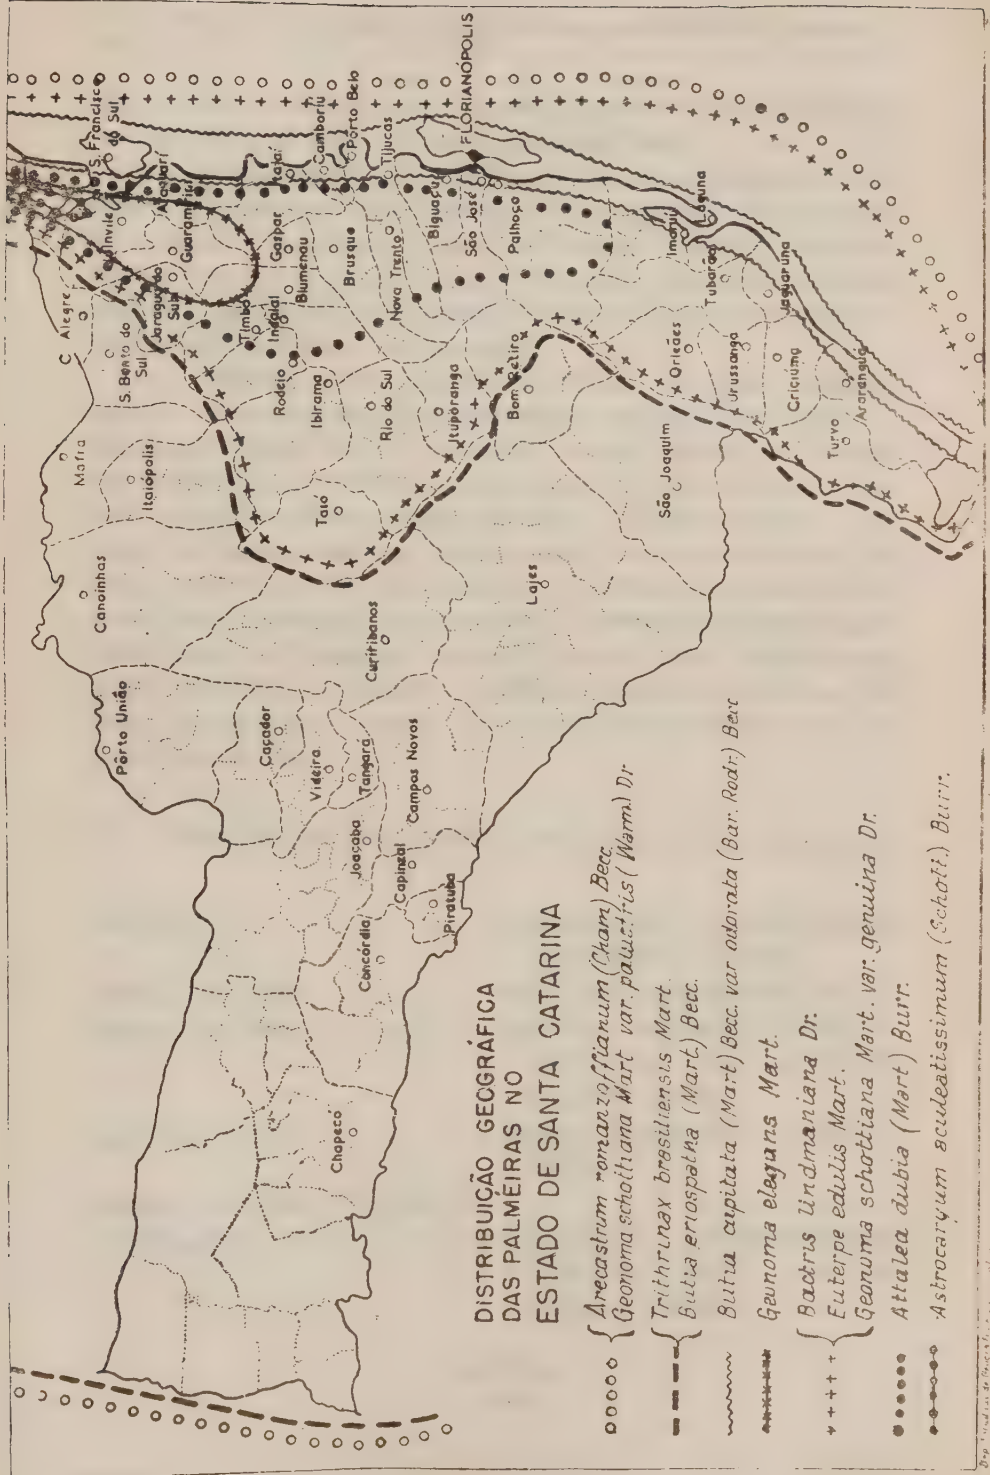 DISTRIBUIÇÃO GEOGRÁFICA
DAS PALMEIRAS NO
ESTADO DE SANTA CATARINA
Arecastrum romanzoffianum (Cham) Becc.
Geonoma schottiana Mart var. palustris (Warm) Dr
Trithrinax brasiliensis Mart.
Butia eriospatha (Mart.) Becc.
Butia capitata (Mart) Becc. var odorata (Bar. Rodr.) Becc
Geonoma elegans Mart.
Bactris lindmaniana Dr.
Euterpe edulis Mart.
Geonoma schottiana Mart. var. genuina Dr.
Attalea dubia (Mart) Burr.
Astrocaryum aculeatissimum (Schott.) Burr.
Chapecó
Concórdia
Piratuba
Capinzal
Joaçaba
Campos Novos
Tangará
Videira
Caçador
Pôrto União
Curitibanos
Canoinhas
Lajes
Itaiópolis
Mafra
Taió
São Joaquim
S. Bento do
Sul
C. Alegre
Rio do Sul
Ibirama
Rodeio
Ituporanga
Bom Retiro
Turvo
Araranguá
Criciuma
Urussanga
Orleães
Jaguaruna
Tubarão
Imaruí
Laguna
Jaraguá do
Sul
Timbó
Indaial
Blumenau
Gaspar
Brusque
Nova Trento
Guaramirim
Joinvile
Araquarí
S. Francisco
do Sul
Itajaí
Camboriu
Pôrto Belo
Tijucas
Biguaçu
São José
Palhoço
FLORIANÓPOLIS